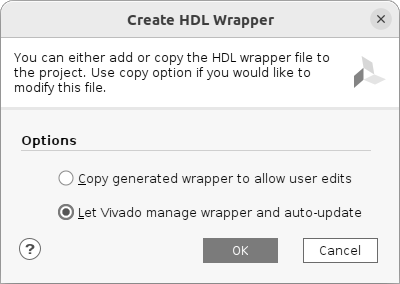 Create HDL Wrapper
You can either add or copy the HDL wrapper file to
the project. Use copy option if you would like to
modify this file.
Options
Copy generated wrapper to allow user edits
Let Vivado manage wrapper and auto-update
?
OK
Cancel